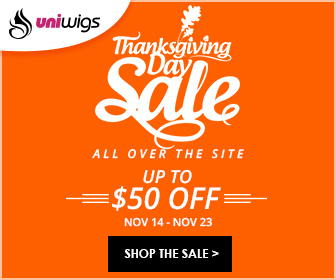 uniwigs
Thanksgiving
Day
Sale
ALL OVER THE SITE
UP TO
$50 OFF
NOV 14 - NOV 23
SHOP THE SALE >